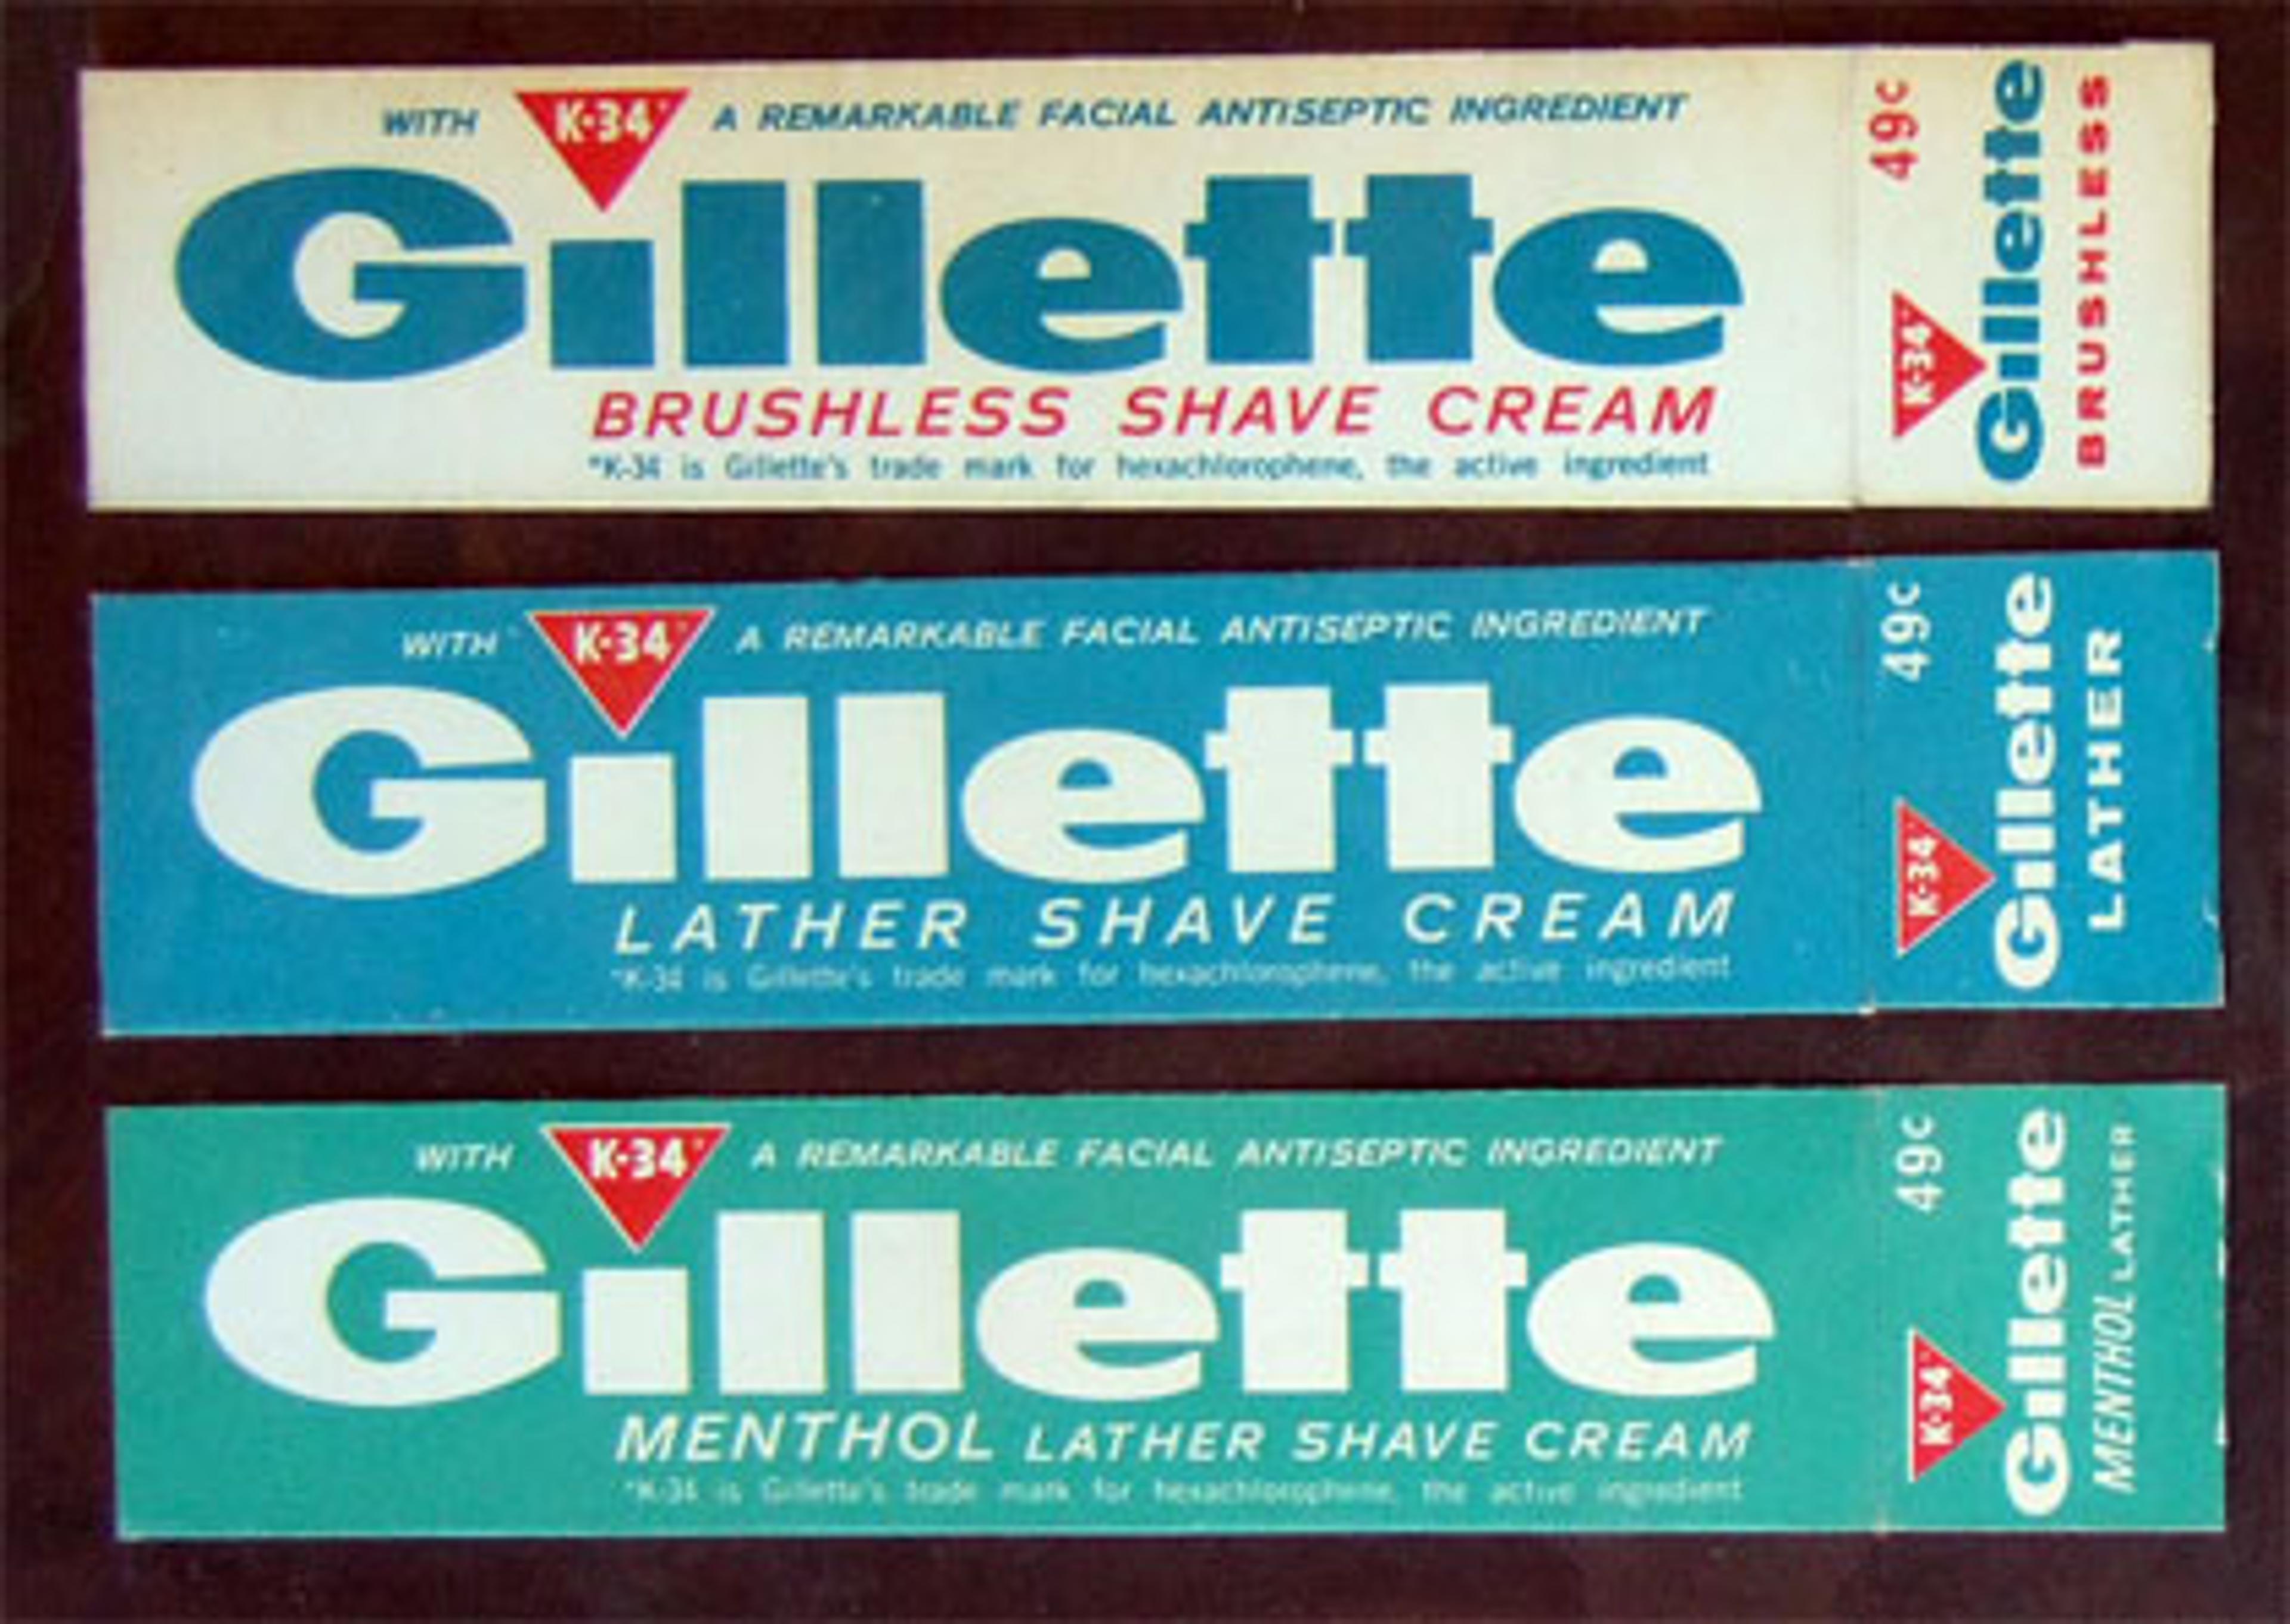 WITH K-34* A REMARKABLE FACIAL ANTISEPTIC INGREDIENT
Gillette
BRUSHLESS SHAVE CREAM
*K-34 is Gillette's trade mark for hexachlorophene, the active ingredient
49c
K-34*
Gillette
BRUSHLESS
WITH K-34* A REMARKABLE FACIAL ANTISEPTIC INGREDIENT
Gillette
LATHER SHAVE CREAM
*K-34 is Gillette's trade mark for hexachlorophene, the active ingredient
49c
K-34*
Gillette
LATHER
WITH K-34* A REMARKABLE FACIAL ANTISEPTIC INGREDIENT
Gillette
MENTHOL LATHER SHAVE CREAM
*K-34 is Gillette's trade mark for hexachlorophene, the active ingredient
49c
K-34*
Gillette
MENTHOL LATHER